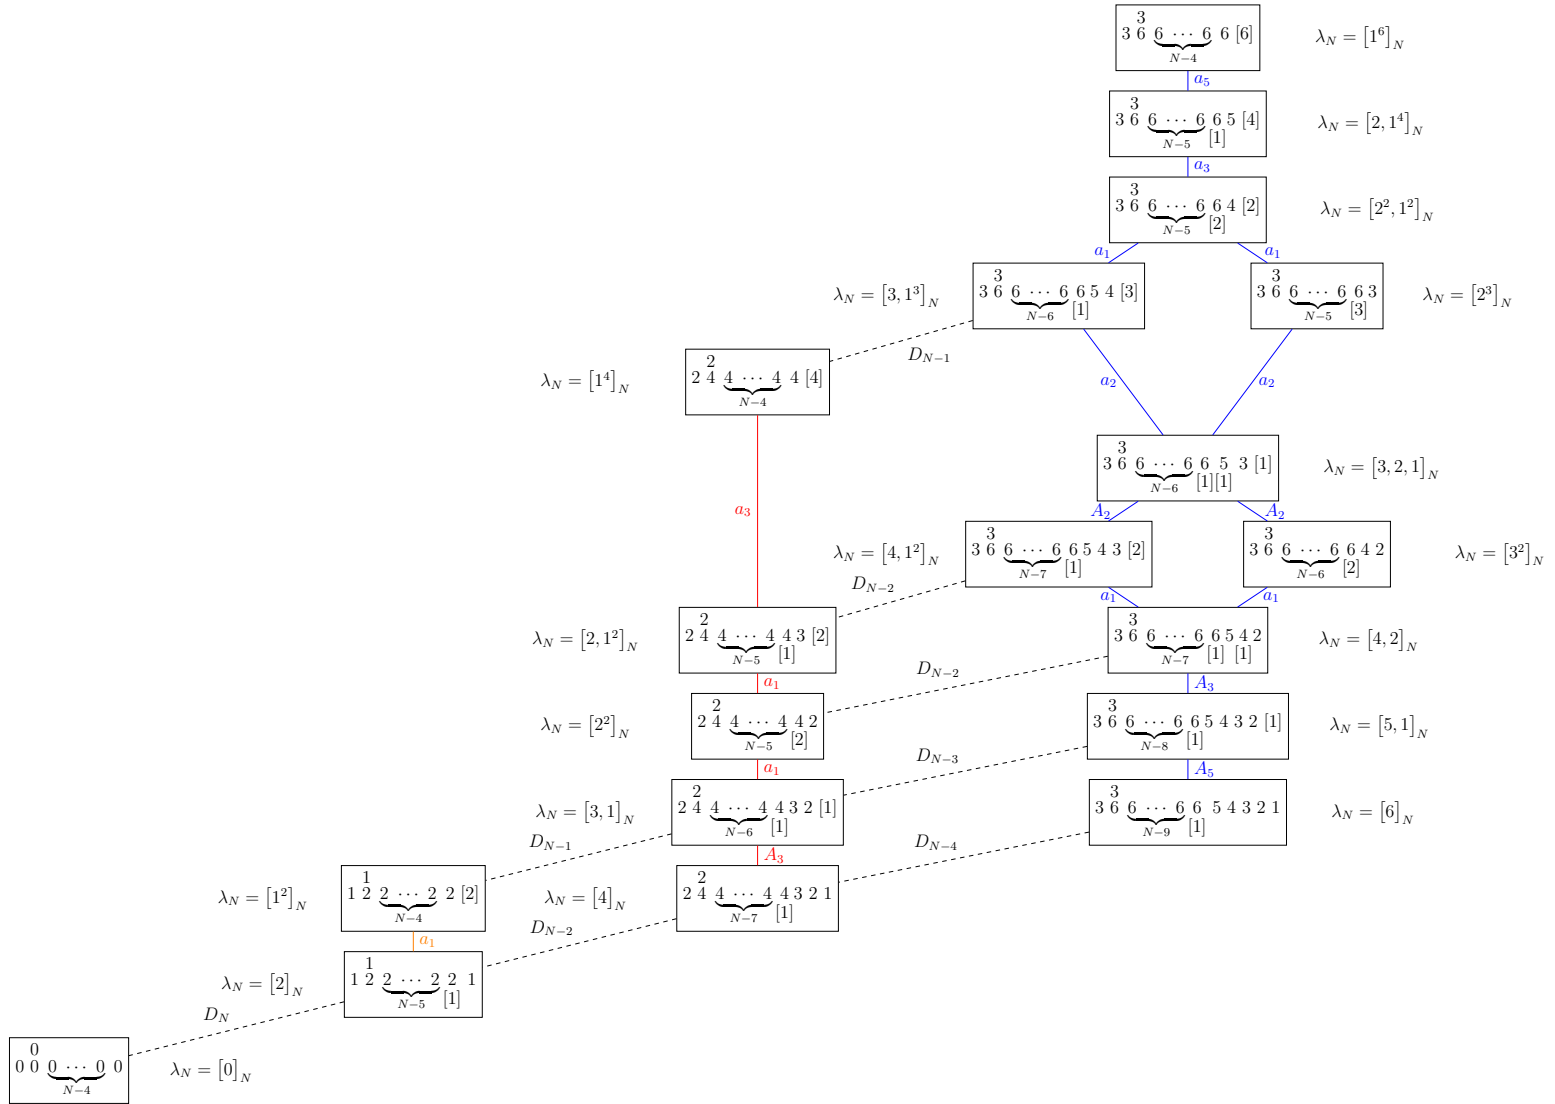 3
3 6 6 ⋯ 6 6 [6]
N−4
λ_N = [1^6]_N
a_5
3
3 6 6 ⋯ 6 6 5 [4]
N−5 [1]
λ_N = [2, 1^4]_N
a_3
3
3 6 6 ⋯ 6 6 4 [2]
N−5 [2]
λ_N = [2^2, 1^2]_N
a_1 a_1
λ_N = [3, 1^3]_N
3
3 6 6 ⋯ 6 6 5 4 [3]
N−6 [1]
3
3 6 6 ⋯ 6 6 3
N−5 [3]
λ_N = [2^3]_N
D_{N−1}
λ_N = [1^4]_N
2
2 4 4 ⋯ 4 4 [4]
N−4
a_2 a_2
3
3 6 6 ⋯ 6 6 5 3 [1]
N−6 [1][1]
λ_N = [3, 2, 1]_N
a_3
A_2 A_2
λ_N = [4, 1^2]_N
3
3 6 6 ⋯ 6 6 5 4 3 [2]
N−7 [1]
3
3 6 6 ⋯ 6 6 4 2
N−6 [2]
λ_N = [3^2]_N
D_{N−2}
a_1 a_1
λ_N = [2, 1^2]_N
2
2 4 4 ⋯ 4 4 3 [2]
N−5 [1]
3
3 6 6 ⋯ 6 6 5 4 2
N−7 [1] [1]
λ_N = [4, 2]_N
D_{N−2}
a_1
A_3
λ_N = [2^2]_N
2
2 4 4 ⋯ 4 4 2
N−5 [2]
3
3 6 6 ⋯ 6 6 5 4 3 2 [1]
N−8 [1]
λ_N = [5, 1]_N
D_{N−3}
a_1
A_5
λ_N = [3, 1]_N
2
2 4 4 ⋯ 4 4 3 2 [1]
N−6 [1]
3
3 6 6 ⋯ 6 6 5 4 3 2 1
N−9 [1]
λ_N = [6]_N
D_{N−1}
A_3
D_{N−4}
λ_N = [1^2]_N
1
1 2 2 ⋯ 2 2 [2]
N−4
λ_N = [4]_N
2
2 4 4 ⋯ 4 4 3 2 1
N−7 [1]
D_{N−2}
a_1
λ_N = [2]_N
1
1 2 2 ⋯ 2 2 1
N−5 [1]
D_N
0
0 0 0 ⋯ 0 0
N−4
λ_N = [0]_N